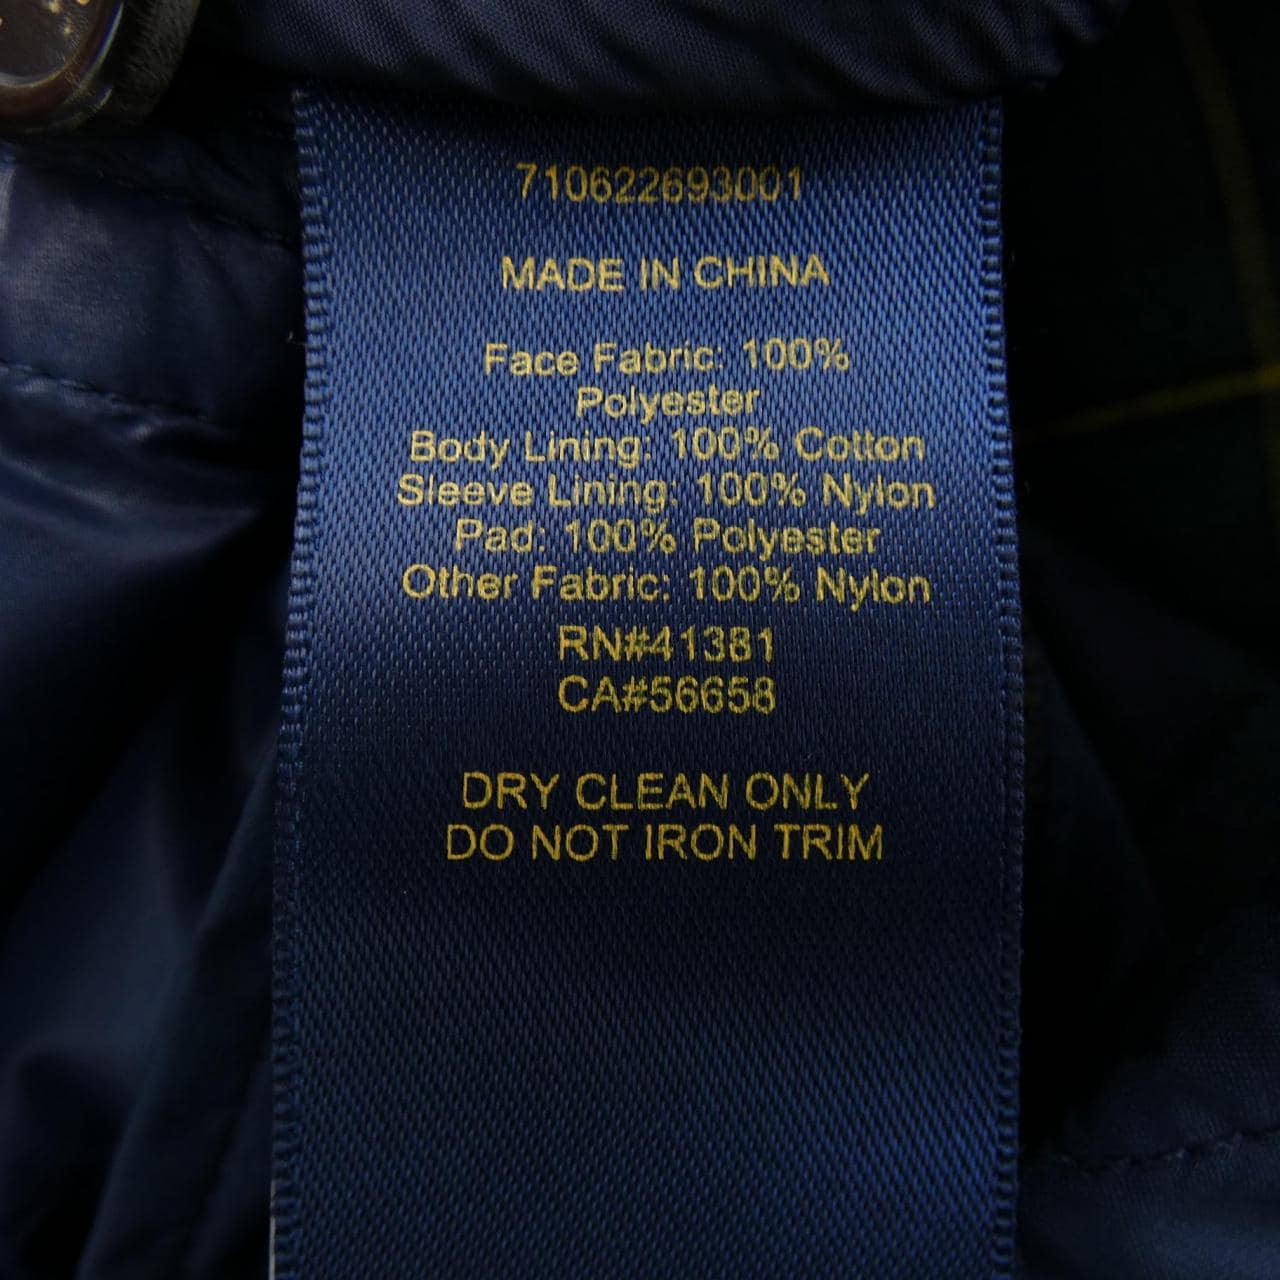 710622693001
MADE IN CHINA
Face Fabric: 100%
Polyester
Body Lining: 100% Cotton
Sleeve Lining: 100% Nylon
Pad: 100% Polyester
Other Fabric: 100% Nylon
RN#41381
CA#56658
DRY CLEAN ONLY
DO NOT IRON TRIM